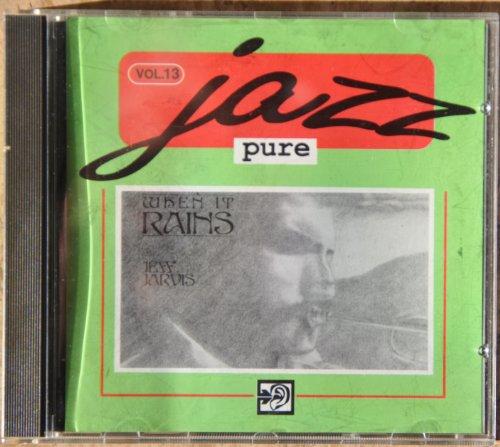 VOL.13
jazz
pure
WHEN IT
RAINS
JEFF
JARVIS